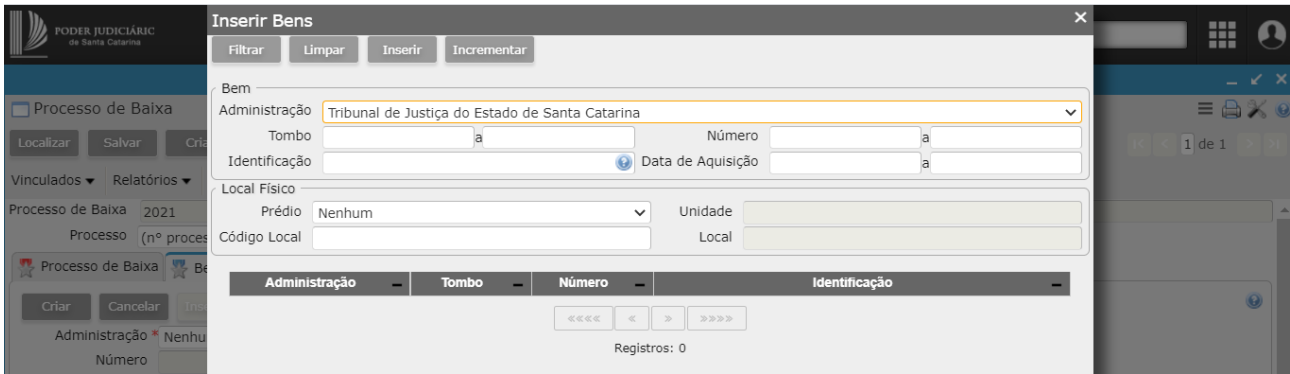 PODER JUDICIÁRIC
de Santa Catarina
Inserir Bens
Filtrar Limpar Inserir Incrementar
Processo de Baixa
Localizar Salvar
Vinculados Relatórios
1 de 1
Processo de Baixa 2021
Processo (nº proces
Processo de Baixa Be
Criar Cancelar
Administração * Nenhu
Número
Bem
Administração Tribunal de Justiça do Estado de Santa Catarina
Tombo a Número a
Identificação Data de Aquisição a
Local Físico
Prédio Nenhum Unidade
Código Local Local
Administração Tombo Número Identificação
«««« « » »»»»
Registros: 0